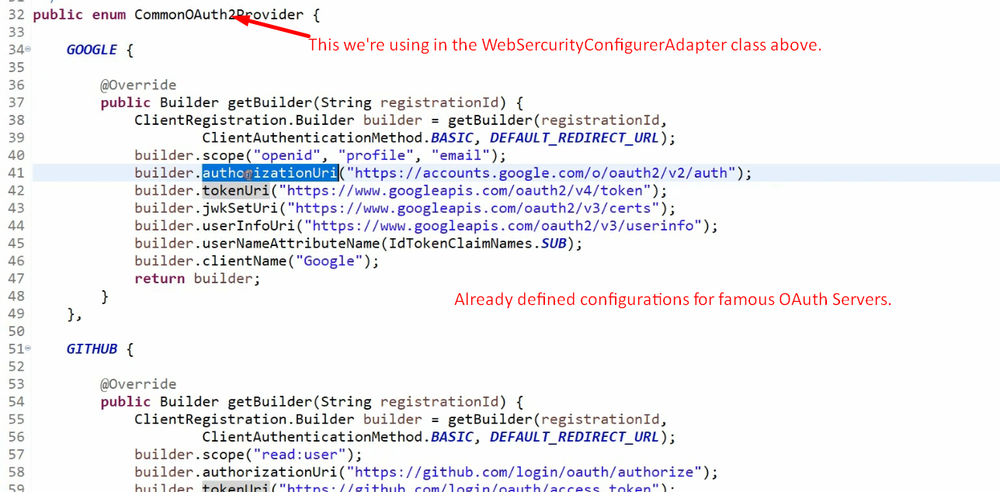 32 public enum CommonOAuth2Provider {
This we're using in the WebSercurityConfigurerAdapter class above.
33
34 GOOGLE {
35
36 @Override
37 public Builder getBuilder(String registrationId) {
38 ClientRegistration.Builder builder = getBuilder(registrationId,
39 ClientAuthenticationMethod.BASIC, DEFAULT_REDIRECT_URL);
40 builder.scope("openid", "profile", "email");
41 builder.authorizationUri("https://accounts.google.com/o/oauth2/v2/auth");
42 builder.tokenUri("https://www.googleapis.com/oauth2/v4/token");
43 builder.jwkSetUri("https://www.googleapis.com/oauth2/v3/certs");
44 builder.userInfoUri("https://www.googleapis.com/oauth2/v3/userinfo");
45 builder.userNameAttributeName(IdTokenClaimNames.SUB);
46 builder.clientName("Google");
47 return builder;
48 }
Already defined configurations for famous OAuth Servers.
49 },
50
51 GITHUB {
52
53 @Override
54 public Builder getBuilder(String registrationId) {
55 ClientRegistration.Builder builder = getBuilder(registrationId,
56 ClientAuthenticationMethod.BASIC, DEFAULT_REDIRECT_URL);
57 builder.scope("read:user");
58 builder.authorizationUri("https://github.com/login/oauth/authorize");
59 builder.tokenUri("https://github.com/login/oauth/access_token");